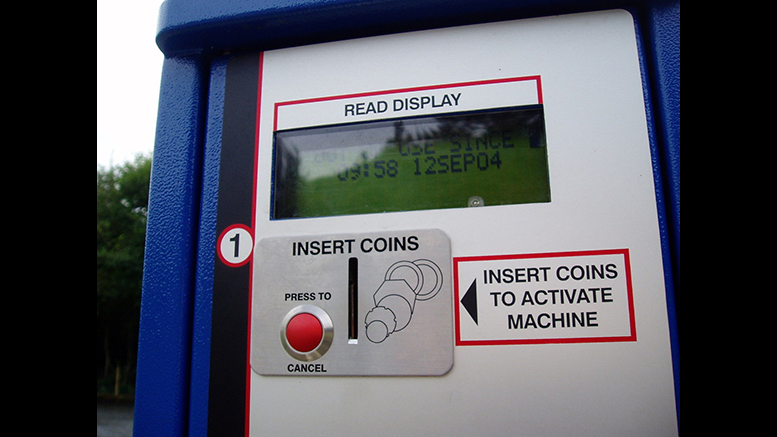 READ DISPLAY
USE SINCE
09:58 12SEP04
1
INSERT COINS
PRESS TO
CANCEL
INSERT COINS
TO ACTIVATE
MACHINE